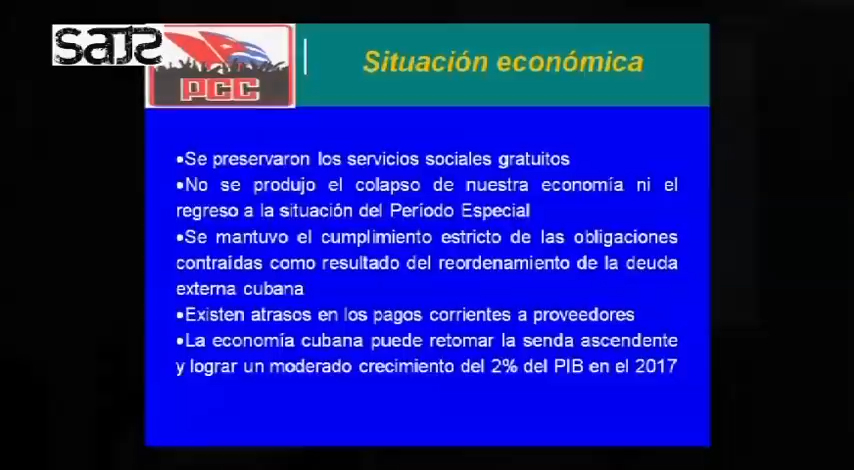 sats
PCC
Situación económica
•Se preservaron los servicios sociales gratuitos
•No se produjo el colapso de nuestra economía ni el
regreso a la situación del Período Especial
•Se mantuvo el cumplimiento estricto de las obligaciones
contraídas como resultado del reordenamiento de la deuda
externa cubana
•Existen atrasos en los pagos corrientes a proveedores
•La economía cubana puede retomar la senda ascendente
y lograr un moderado crecimiento del 2% del PIB en el 2017